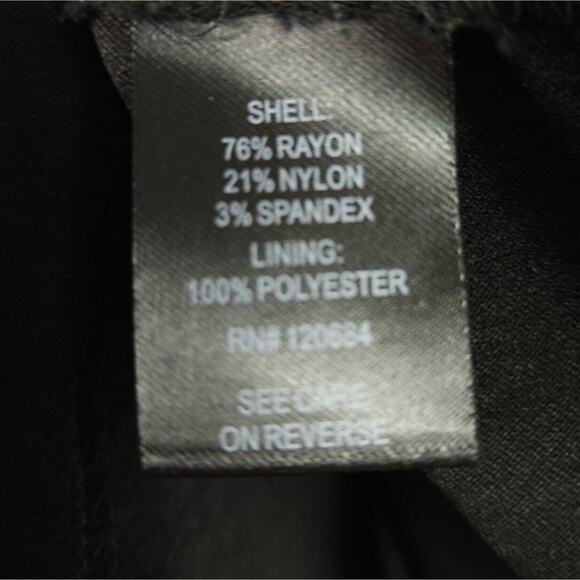 SHELL:
76% RAYON
21% NYLON
3% SPANDEX
LINING:
100% POLYESTER
RN# 120684
SEE CARE
ON REVERSE